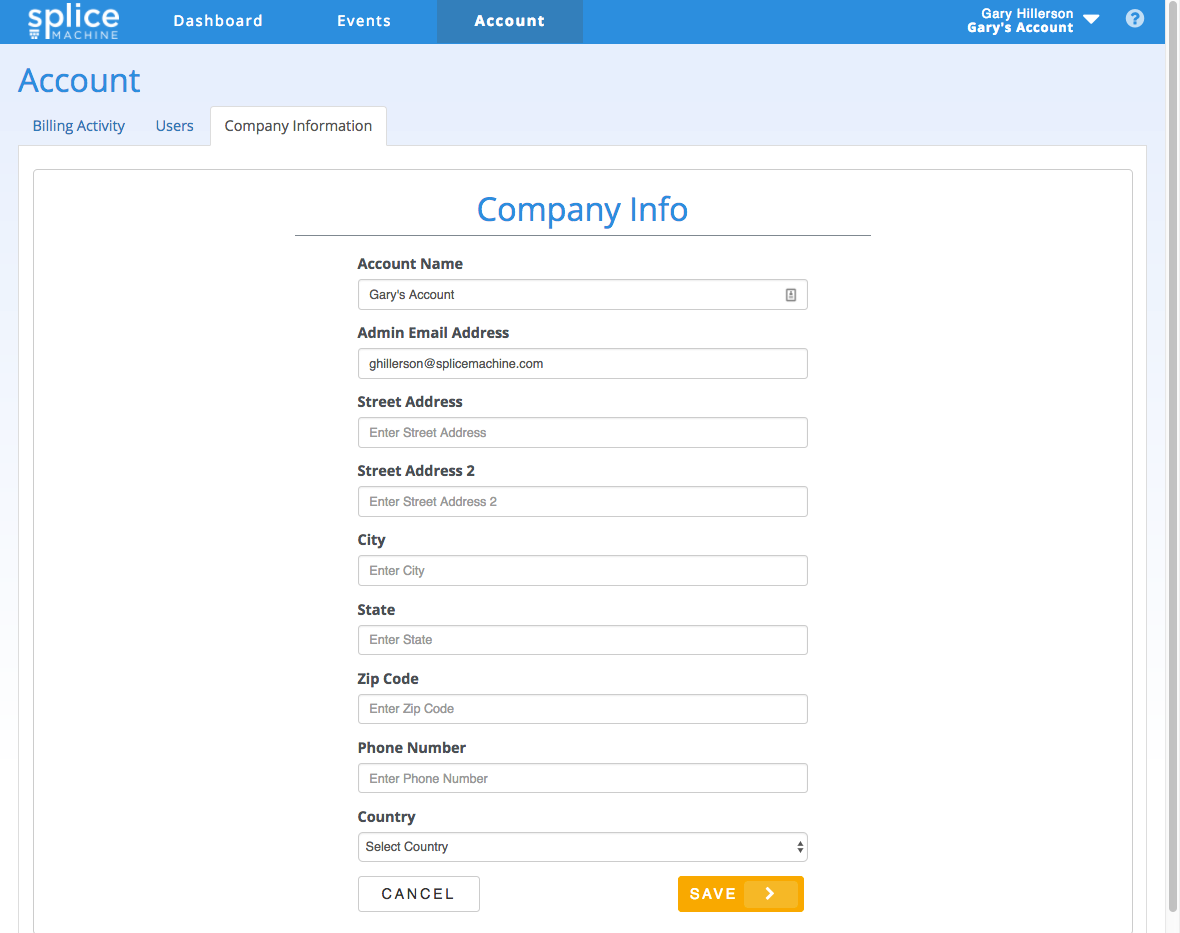 splice
MACHINE
Dashboard
Events
Account
Gary Hillerson
Gary's Account
?
Account
Billing Activity
Users
Company Information
Company Info
Account Name
Gary's Account
Admin Email Address
ghillerson@splicemachine.com
Street Address
Enter Street Address
Street Address 2
Enter Street Address 2
City
Enter City
State
Enter State
Zip Code
Enter Zip Code
Phone Number
Enter Phone Number
Country
Select Country
CANCEL
SAVE